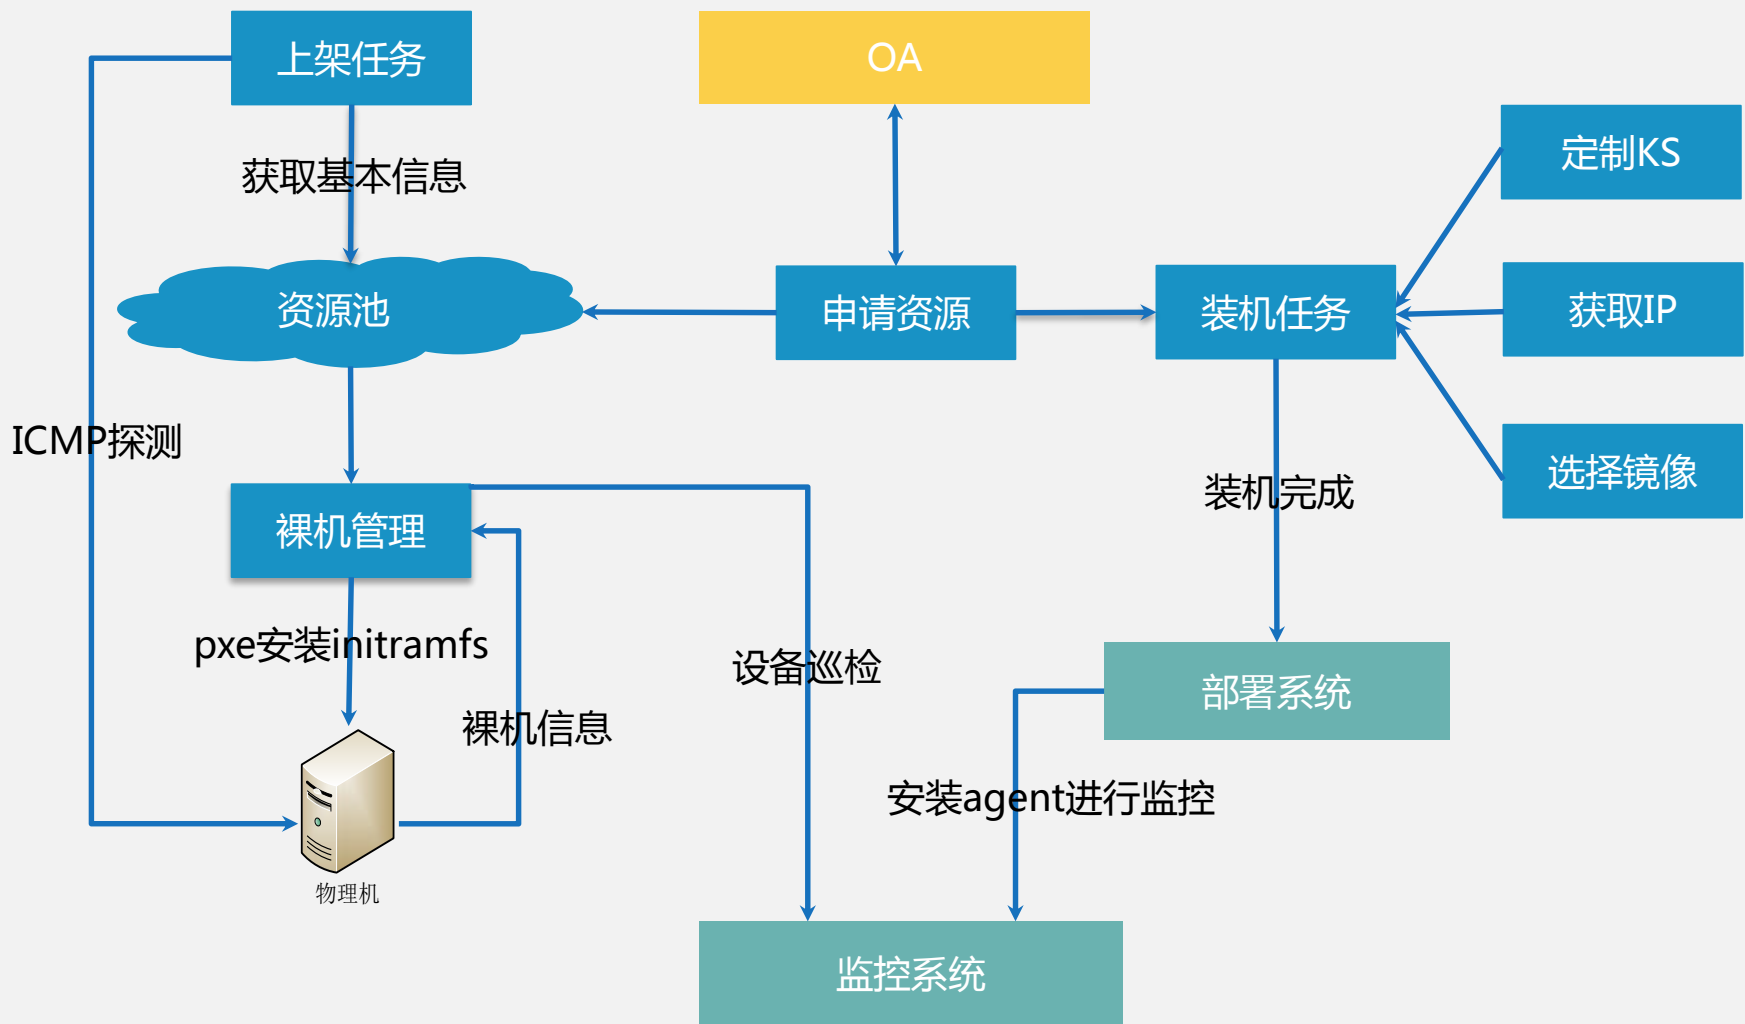 上架任务
OA
定制KS
获取基本信息
资源池
申请资源
装机任务
获取IP
ICMP探测
选择镜像
装机完成
裸机管理
pxe安装initramfs
设备巡检
部署系统
裸机信息
安装agent进行监控
物理机
监控系统